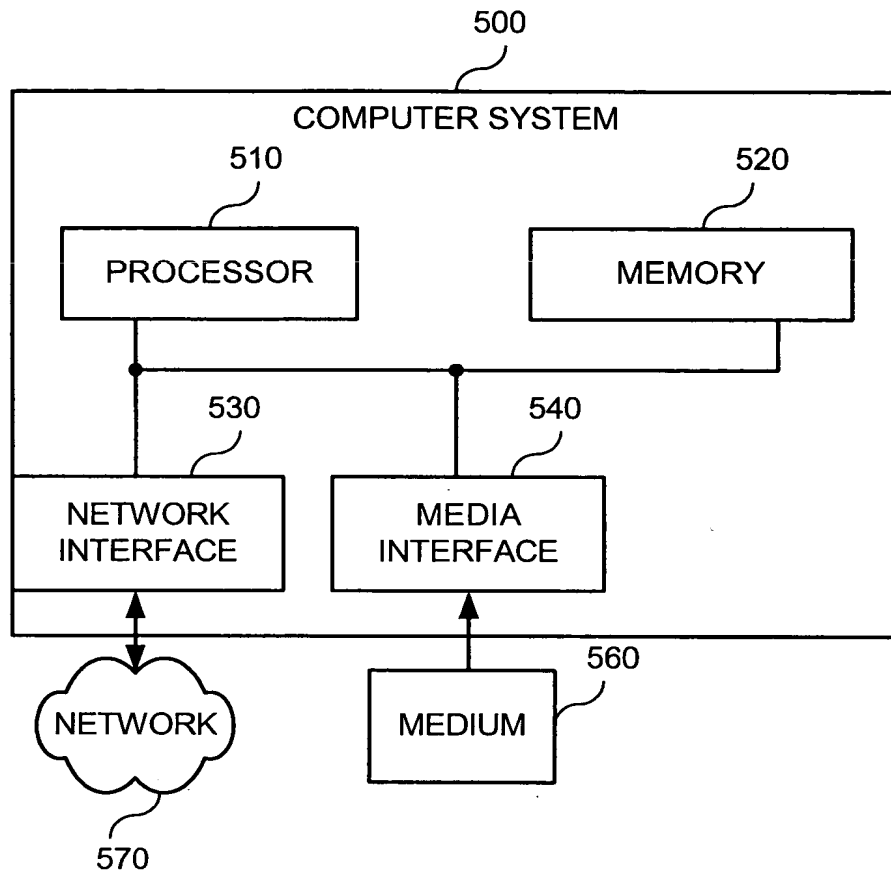 500
COMPUTER SYSTEM
510
520
PROCESSOR
MEMORY
530
540
NETWORK
INTERFACE
MEDIA
INTERFACE
560
NETWORK
MEDIUM
570